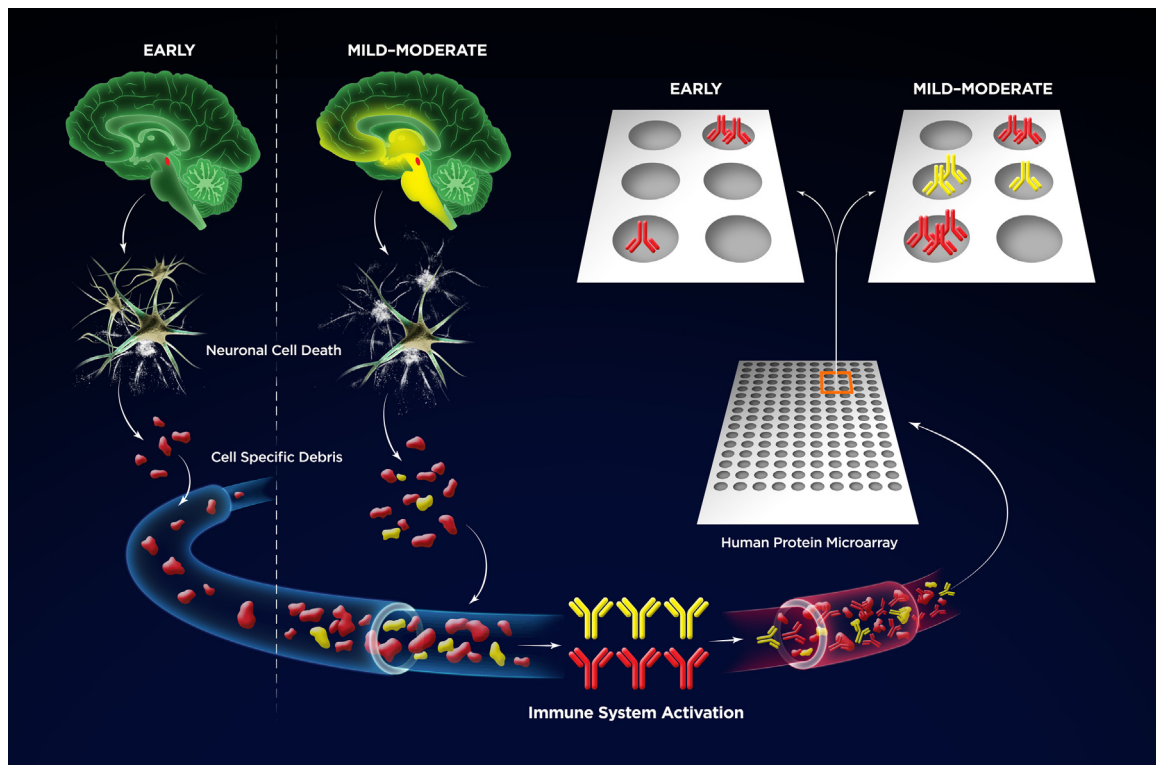 EARLY
MILD–MODERATE
EARLY
MILD–MODERATE
Neuronal Cell Death
Cell Specific Debris
Human Protein Microarray
Immune System Activation